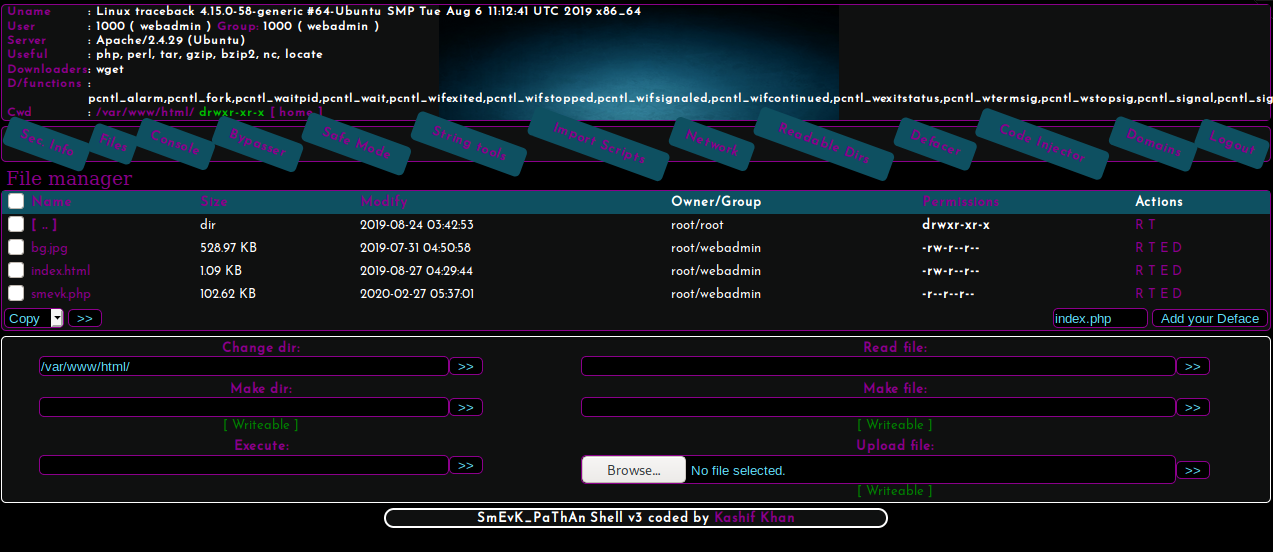 Uname : Linux traceback 4.15.0-58-generic #64-Ubuntu SMP Tue Aug 6 11:12:41 UTC 2019 x86_64
User : 1000 ( webadmin ) Group: 1000 ( webadmin )
Server : Apache/2.4.29 (Ubuntu)
Useful : php, perl, tar, gzip, bzip2, nc, locate
Downloaders : wget
D/functions :
pcntl_alarm,pcntl_fork,pcntl_waitpid,pcntl_wait,pcntl_wifexited,pcntl_wifstopped,pcntl_wifsignaled,pcntl_wifcontinued,pcntl_wexitstatus,pcntl_wtermsig,pcntl_wstopsig,pcntl_signal,pcntl_sig
Cwd : /var/www/html/ drwxr-xr-x [ home ]
Sec. Info Files Console Bypasser Safe Mode String tools Import Scripts Network Readable Dirs Defacer Code Injector Domains Logout
File manager
Name Size Modify Owner/Group Permissions Actions
[ .. ] dir 2019-08-24 03:42:53 root/root drwxr-xr-x R T
bg.jpg 528.97 KB 2019-07-31 04:50:58 root/webadmin -rw-r--r-- R T E D
index.html 1.09 KB 2019-08-27 04:29:44 root/webadmin -rw-r--r-- R T E D
smevk.php 102.62 KB 2020-02-27 05:37:01 root/webadmin -r--r--r-- R T E D
Copy >> index.php Add your Deface
Change dir: Read file:
/var/www/html/ >> >>
Make dir: Make file:
>> >>
[ Writeable ] [ Writeable ]
Execute: Upload file:
>> Browse... No file selected. >>
[ Writeable ]
SmEvK_PaThAn Shell v3 coded by Kashif Khan